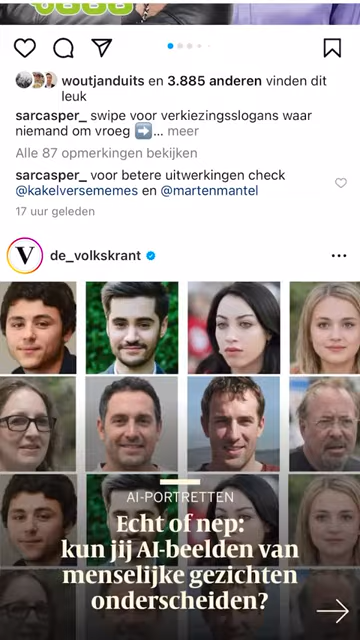 woutjanduits en 3.885 anderen vinden dit
leuk
sarcasper_ swipe voor verkiezingsslogans waar
niemand om vroeg ➡️... meer
Alle 87 opmerkingen bekijken
sarcasper_ voor betere uitwerkingen check
@kakelversememes en @martenmantel
17 uur geleden
V
de_volkskrant
AI-PORTRETTEN
Echt of nep:
kun jij AI-beelden van
menselijke gezichten
onderscheiden?